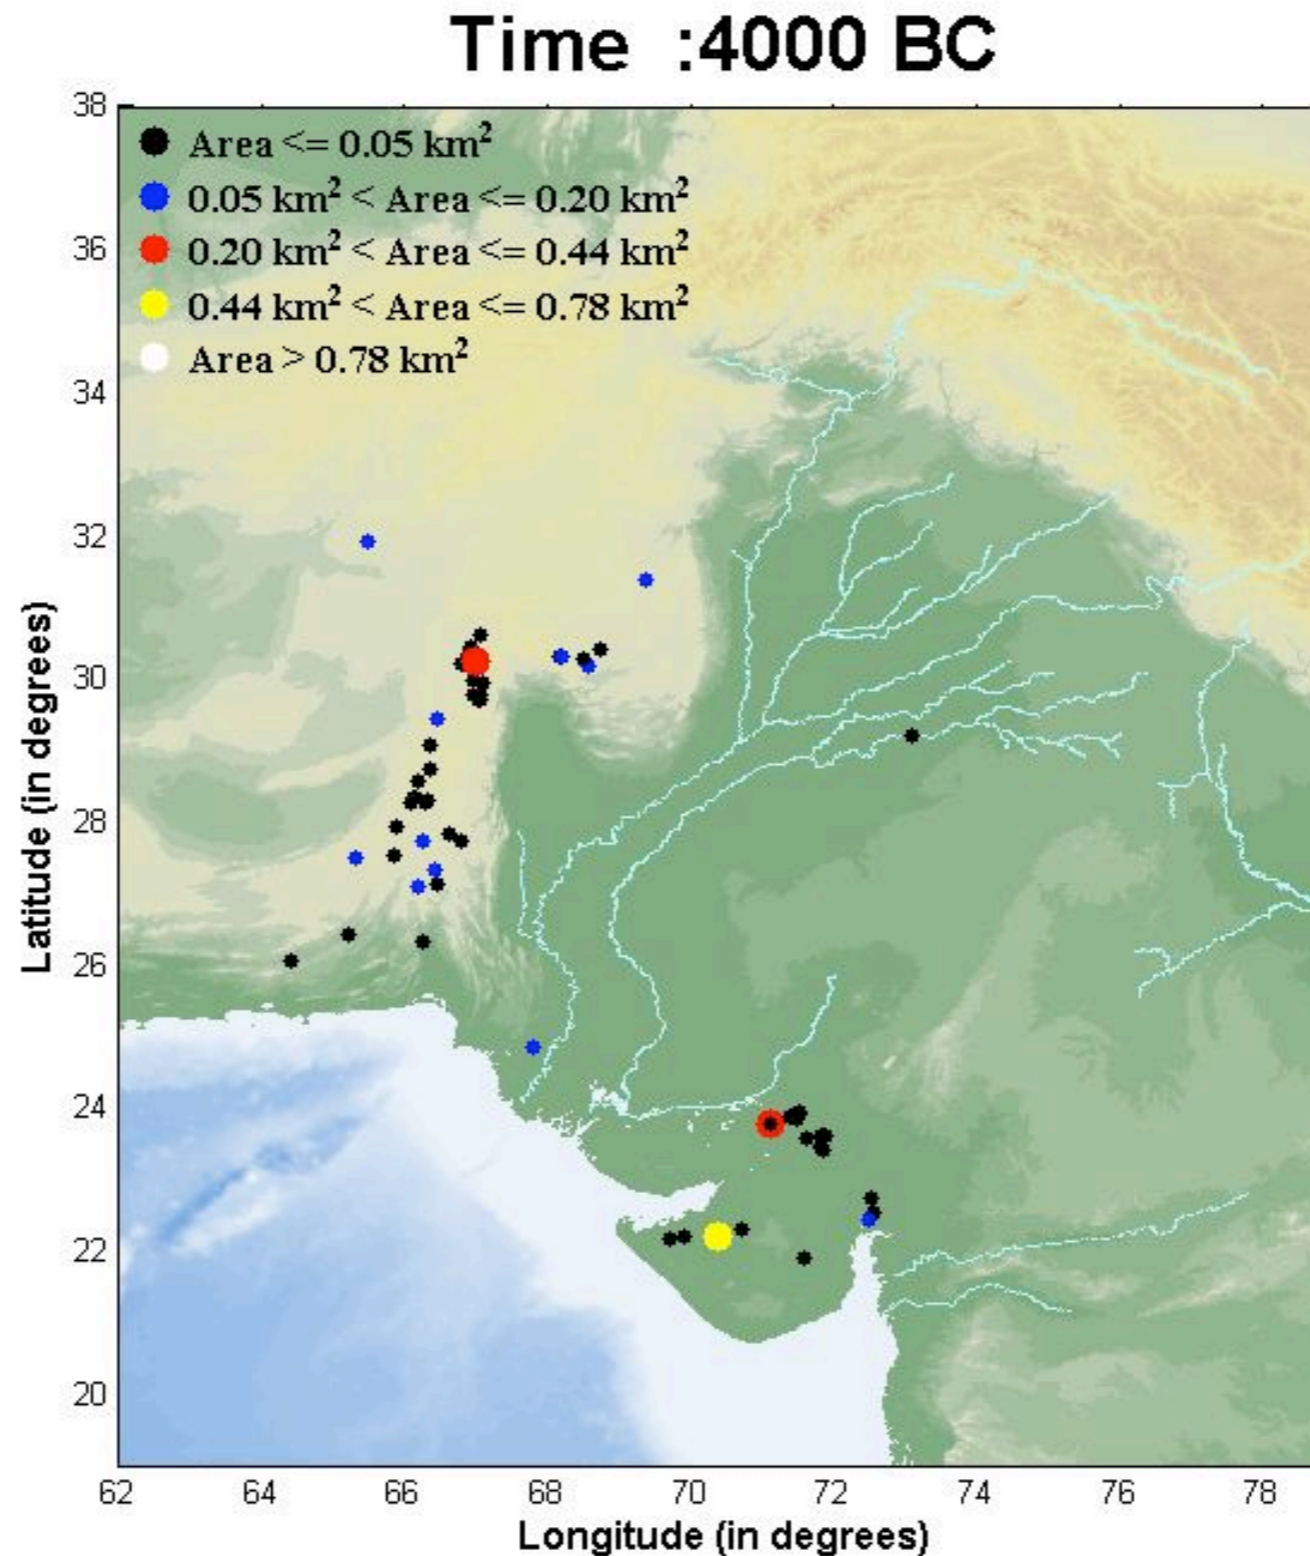 Time :4000 BC
Area <= 0.05 km²
0.05 km² < Area <= 0.20 km²
0.20 km² < Area <= 0.44 km²
0.44 km² < Area <= 0.78 km²
Area > 0.78 km²
38
36
34
32
30
28
26
24
22
20
Latitude (in degrees)
62 64 66 68 70 72 74 76 78
Longitude (in degrees)